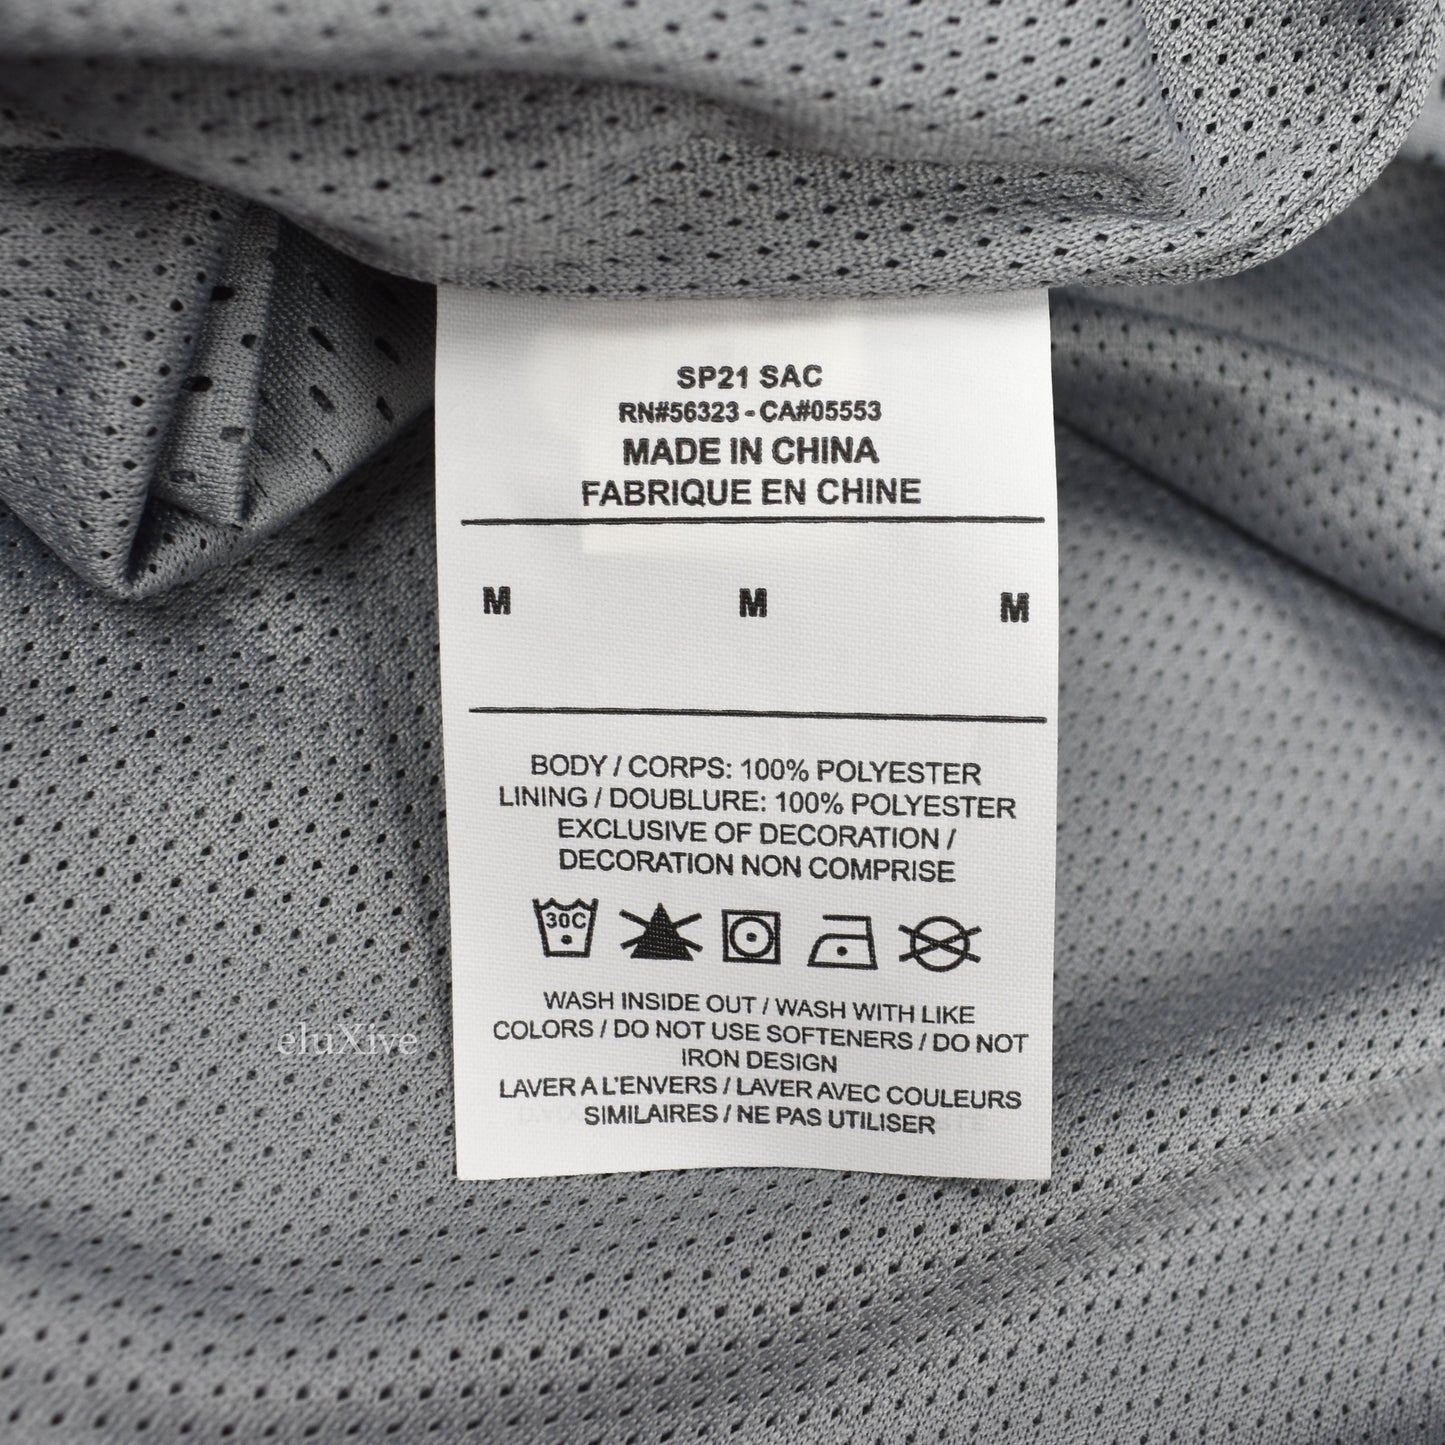 SP21 SAC
RN#56323 - CA#05553
MADE IN CHINA
FABRIQUE EN CHINE
M M M
BODY / CORPS: 100% POLYESTER
LINING / DOUBLURE: 100% POLYESTER
EXCLUSIVE OF DECORATION /
DECORATION NON COMPRISE
30C
WASH INSIDE OUT / WASH WITH LIKE
COLORS / DO NOT USE SOFTENERS / DO NOT
IRON DESIGN
LAVER A L'ENVERS / LAVER AVEC COULEURS
SIMILAIRES / NE PAS UTILISER
eluXive